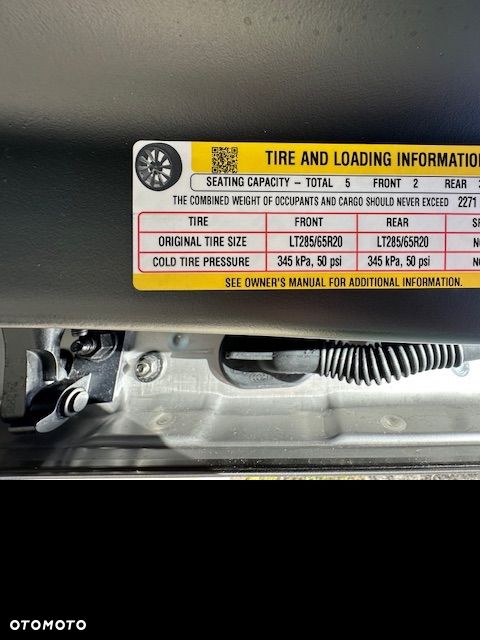 TIRE AND LOADING INFORMATIO
SEATING CAPACITY – TOTAL 5 FRONT 2 REAR
THE COMBINED WEIGHT OF OCCUPANTS AND CARGO SHOULD NEVER EXCEED 2271
TIRE FRONT REAR
ORIGINAL TIRE SIZE LT285/65R20 LT285/65R20
COLD TIRE PRESSURE 345 kPa, 50 psi 345 kPa, 50 psi
SEE OWNER'S MANUAL FOR ADDITIONAL INFORMATION.
OTOMOTO